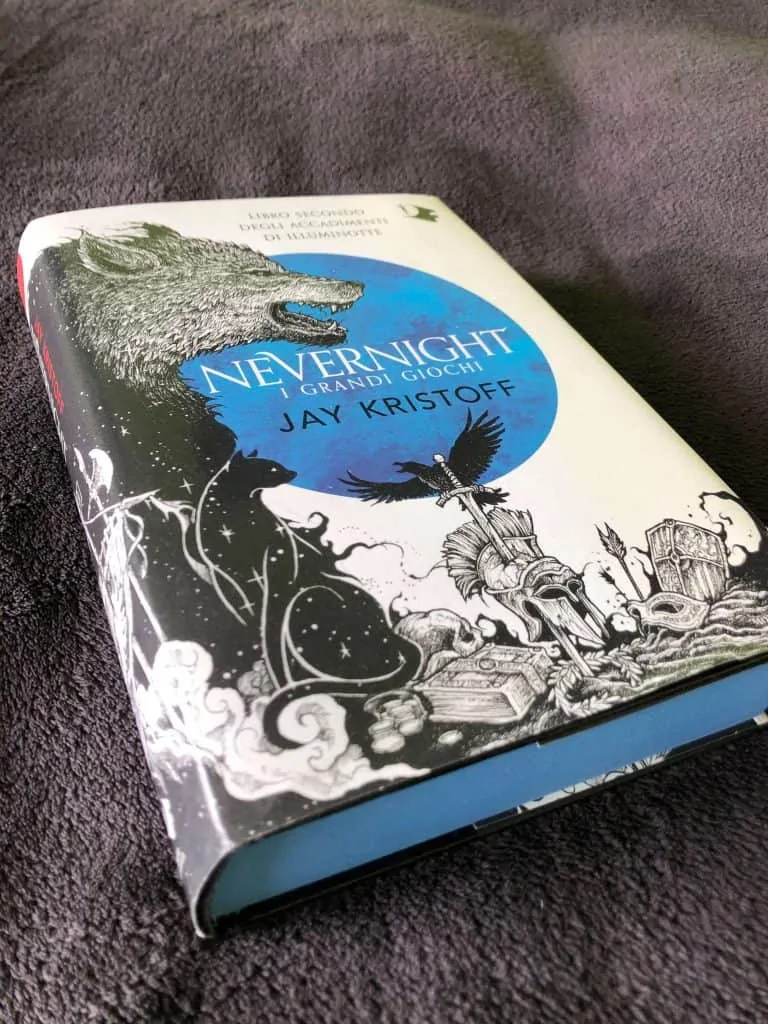 LIBRO SECONDO
DEGLI ACCADIMENTI
DI ILLUMINOTTE
NEVERNIGHT
I GRANDI GIOCHI
JAY KRISTOFF